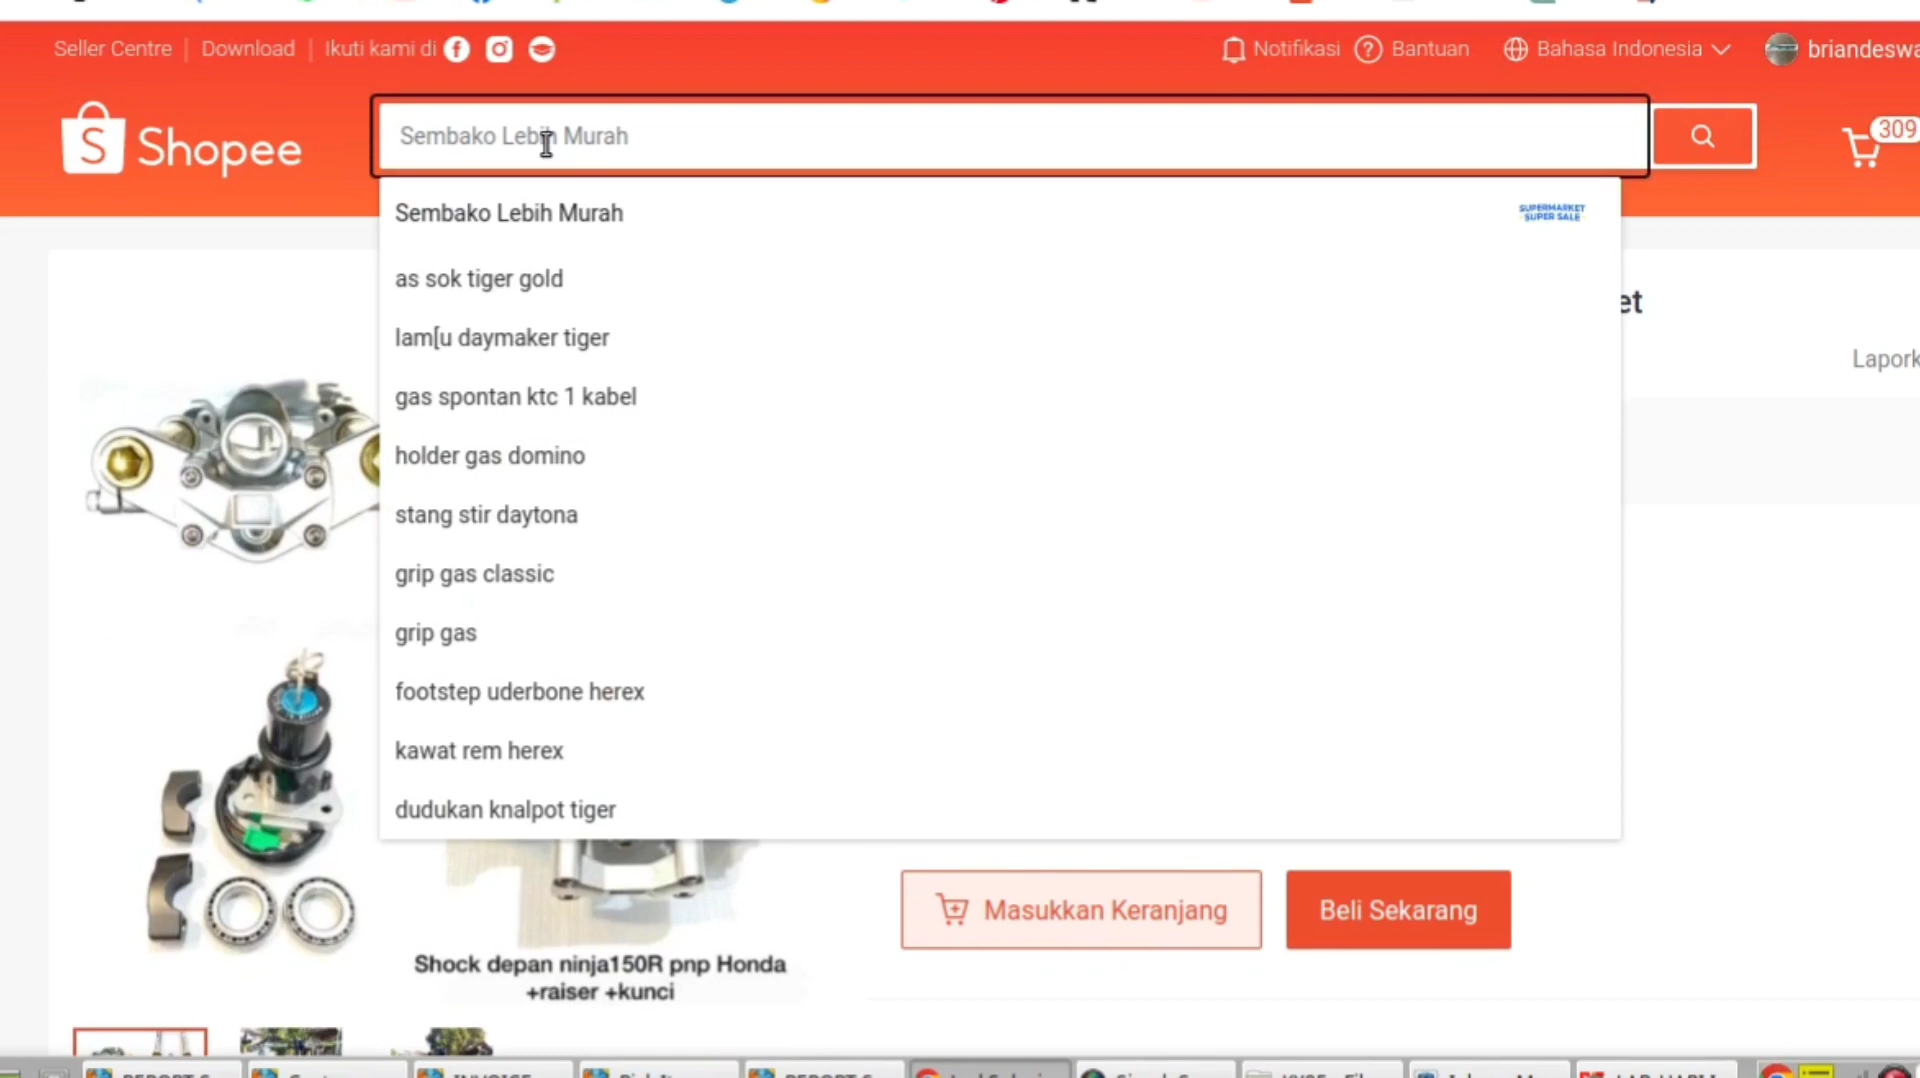 Seller Centre | Download | Ikuti kami di
Notifikasi Bantuan Bahasa Indonesia briandeswa
Shopee
Sembako Lebih Murah
309
Sembako Lebih Murah SUPERMARKET SUPER SALE
as sok tiger gold
lam[u daymaker tiger
gas spontan ktc 1 kabel
holder gas domino
stang stir daytona
grip gas classic
grip gas
footstep uderbone herex
kawat rem herex
dudukan knalpot tiger
et
Lapork
Masukkan Keranjang
Beli Sekarang
Shock depan ninja150R pnp Honda
+raiser +kunci